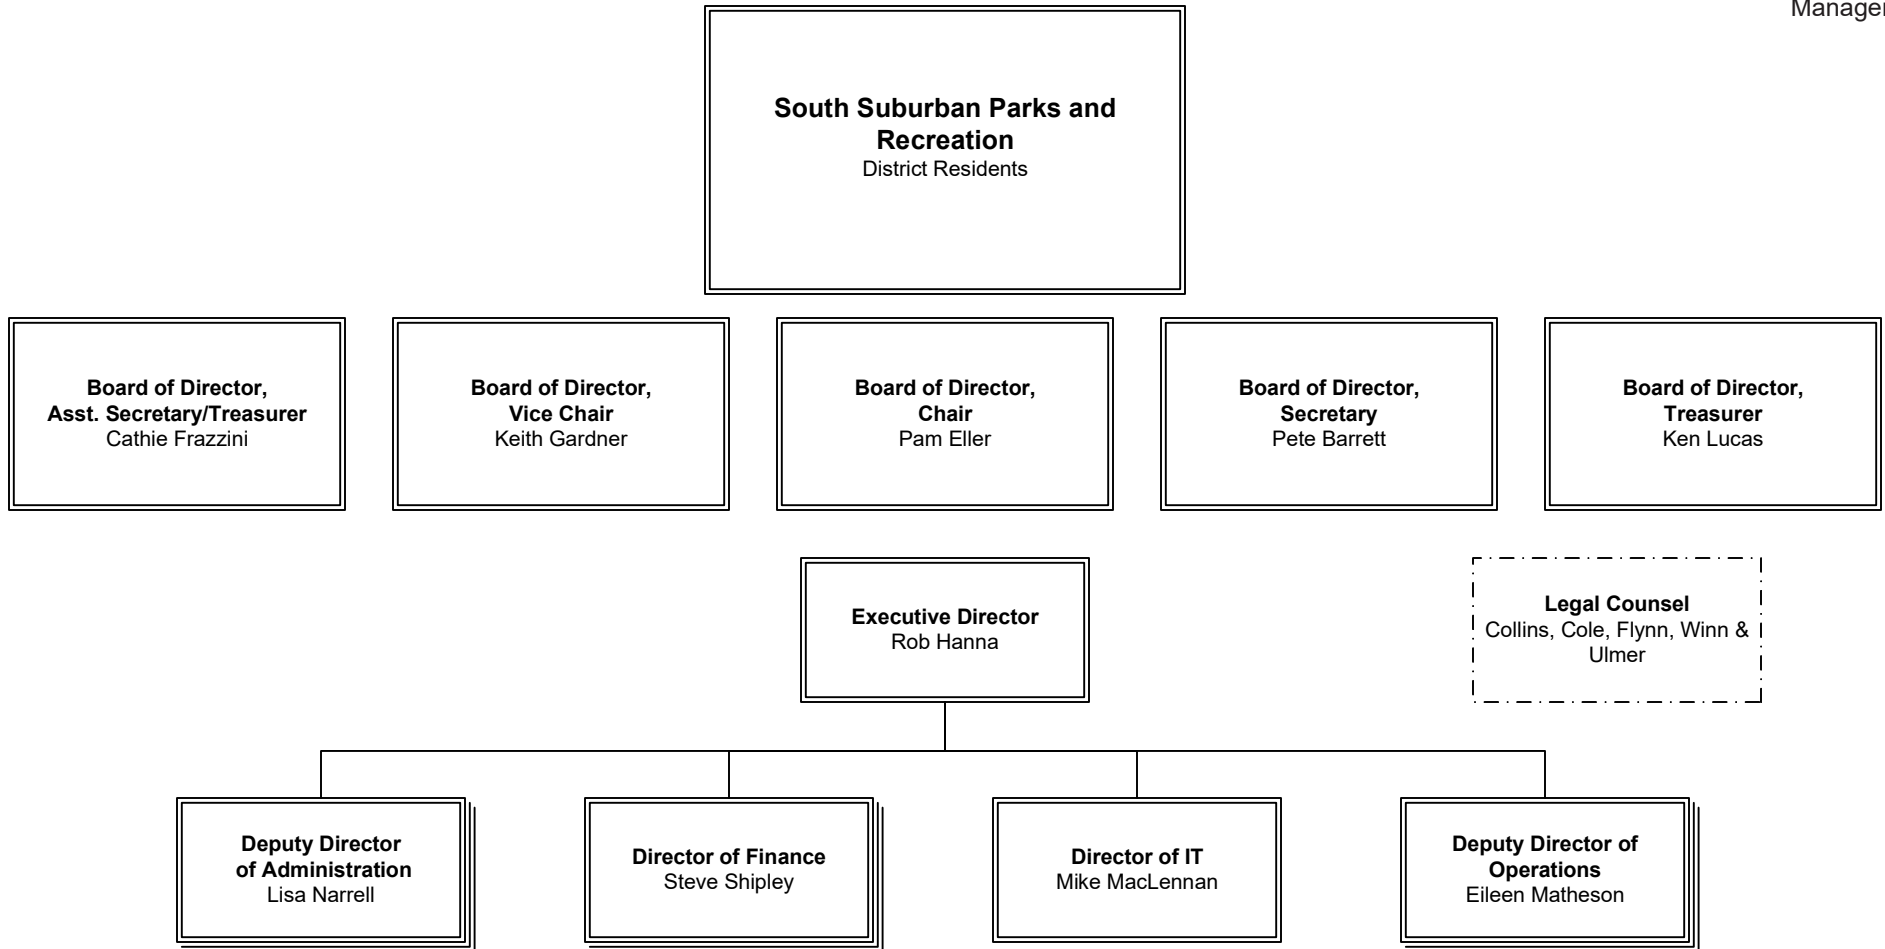 Manager
South Suburban Parks and
Recreation
District Residents
Board of Director,
Asst. Secretary/Treasurer
Cathie Frazzini
Board of Director,
Vice Chair
Keith Gardner
Board of Director,
Chair
Pam Eller
Board of Director,
Secretary
Pete Barrett
Board of Director,
Treasurer
Ken Lucas
Executive Director
Rob Hanna
Legal Counsel
Collins, Cole, Flynn, Winn &
Ulmer
Deputy Director
of Administration
Lisa Narrell
Director of Finance
Steve Shipley
Director of IT
Mike MacLennan
Deputy Director of
Operations
Eileen Matheson